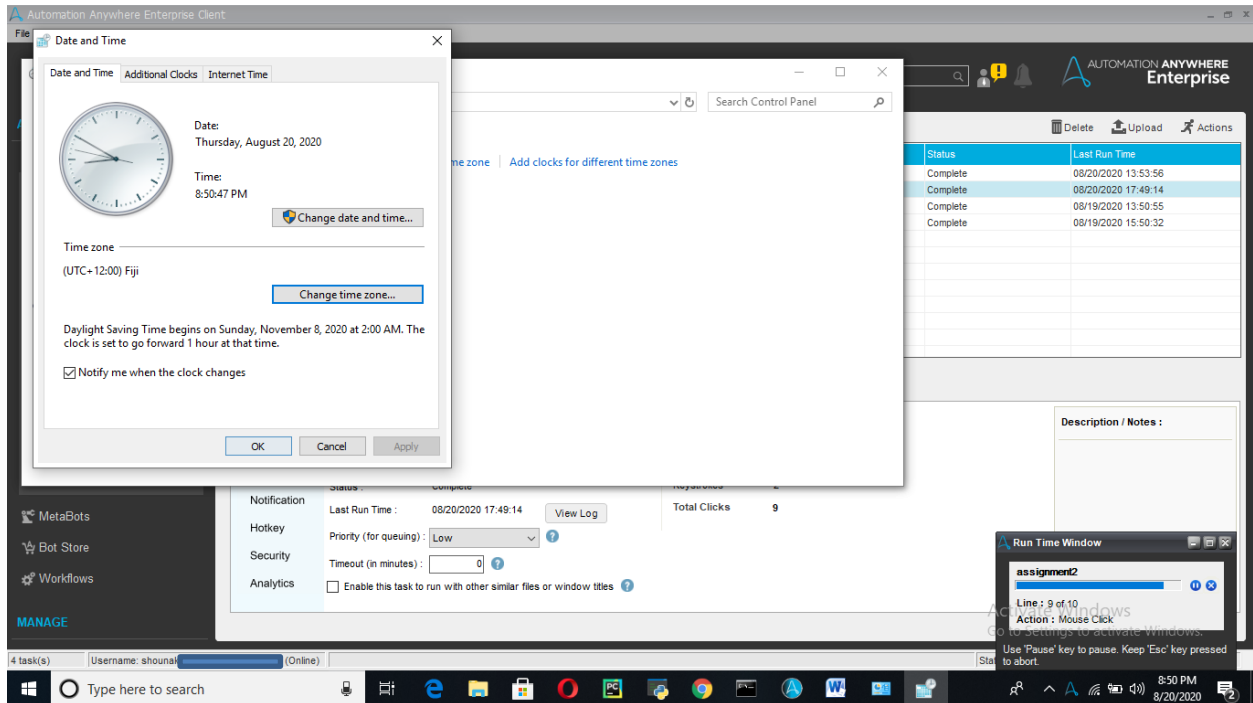 Automation Anywhere Enterprise Client
File
Date and Time
Date and Time Additional Clocks Internet Time
Date:
Thursday, August 20, 2020
Time:
8:50:47 PM
Change date and time...
Time zone
(UTC+12:00) Fiji
Change time zone...
Daylight Saving Time begins on Sunday, November 8, 2020 at 2:00 AM. The
clock is set to go forward 1 hour at that time.
Notify me when the clock changes
OK Cancel Apply
Search Control Panel
me zone Add clocks for different time zones
AUTOMATION ANYWHERE
Enterprise
Delete Upload Actions
Status Last Run Time
Complete 08/20/2020 13:53:56
Complete 08/20/2020 17:49:14
Complete 08/19/2020 13:50:55
Complete 08/19/2020 15:50:32
Description / Notes :
MetaBots
Bot Store
Workflows
MANAGE
Notification
Hotkey
Security
Analytics
Status : Complete
Last Run Time : 08/20/2020 17:49:14 View Log
Priority (for queuing) : Low
Timeout (in minutes) : 0
Enable this task to run with other similar files or window titles
Keystrokes 2
Total Clicks 9
Run Time Window
assignment2
Line : 9 of 10
Action : Mouse Click
Activate Windows
Go to Settings to activate Windows.
Use 'Pause' key to pause. Keep 'Esc' key pressed
to abort.
4 task(s) Username: shounak (Online) Sta
Type here to search
PC
W
8:50 PM
8/20/2020
2